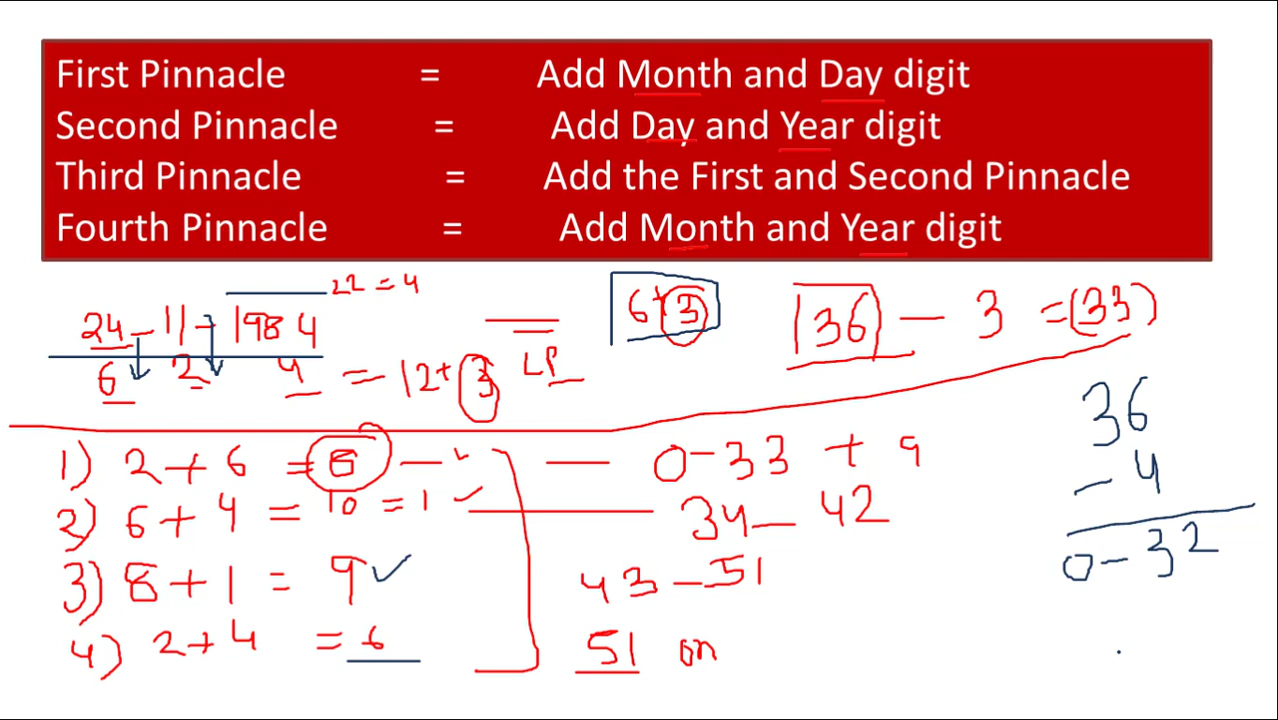 First Pinnacle = Add Month and Day digit
Second Pinnacle = Add Day and Year digit
Third Pinnacle = Add the First and Second Pinnacle
Fourth Pinnacle = Add Month and Year digit
22 = 4
24 - 11 - 1984
6 2 4 = 12 + 3 LP
6 + 3
36 - 3 = (33)
1) 2 + 6 = 8 - 0 - 33 + 9
2) 6 + 4 = 10 = 1 34 - 42
3) 8 + 1 = 9 43 - 51
4) 2 + 4 = 6 51 on
36
- 4
0 - 32